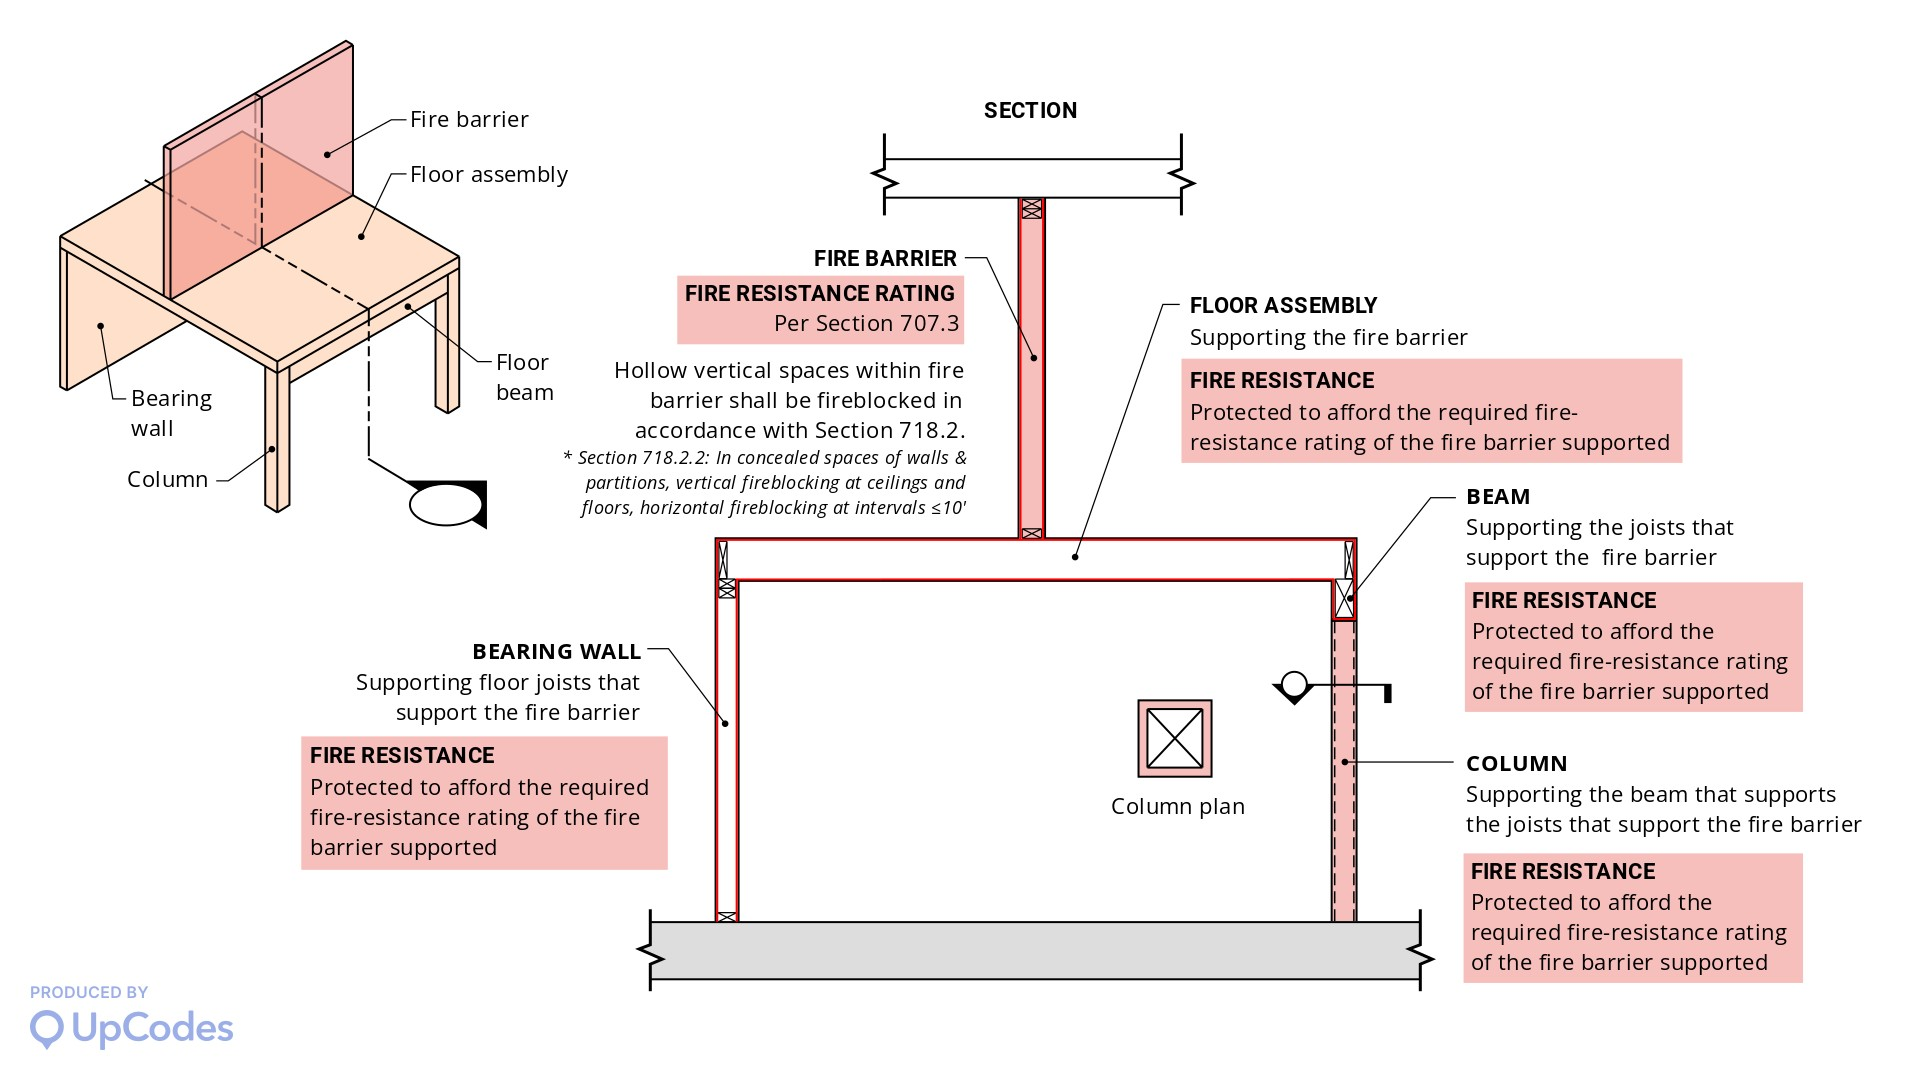 Fire barrier
Floor assembly
Floor
beam
Bearing
wall
Column
SECTION
FIRE BARRIER
FIRE RESISTANCE RATING
Per Section 707.3
Hollow vertical spaces within fire
barrier shall be fireblocked in
accordance with Section 718.2.
* Section 718.2.2: In concealed spaces of walls &
partitions, vertical fireblocking at ceilings and
floors, horizontal fireblocking at intervals ≤10'
FLOOR ASSEMBLY
Supporting the fire barrier
FIRE RESISTANCE
Protected to afford the required fire-
resistance rating of the fire barrier supported
BEAM
Supporting the joists that
support the fire barrier
FIRE RESISTANCE
Protected to afford the
required fire-resistance rating
of the fire barrier supported
BEARING WALL
Supporting floor joists that
support the fire barrier
FIRE RESISTANCE
Protected to afford the required
fire-resistance rating of the fire
barrier supported
Column plan
COLUMN
Supporting the beam that supports
the joists that support the fire barrier
FIRE RESISTANCE
Protected to afford the
required fire-resistance rating
of the fire barrier supported
PRODUCED BY
UpCodes